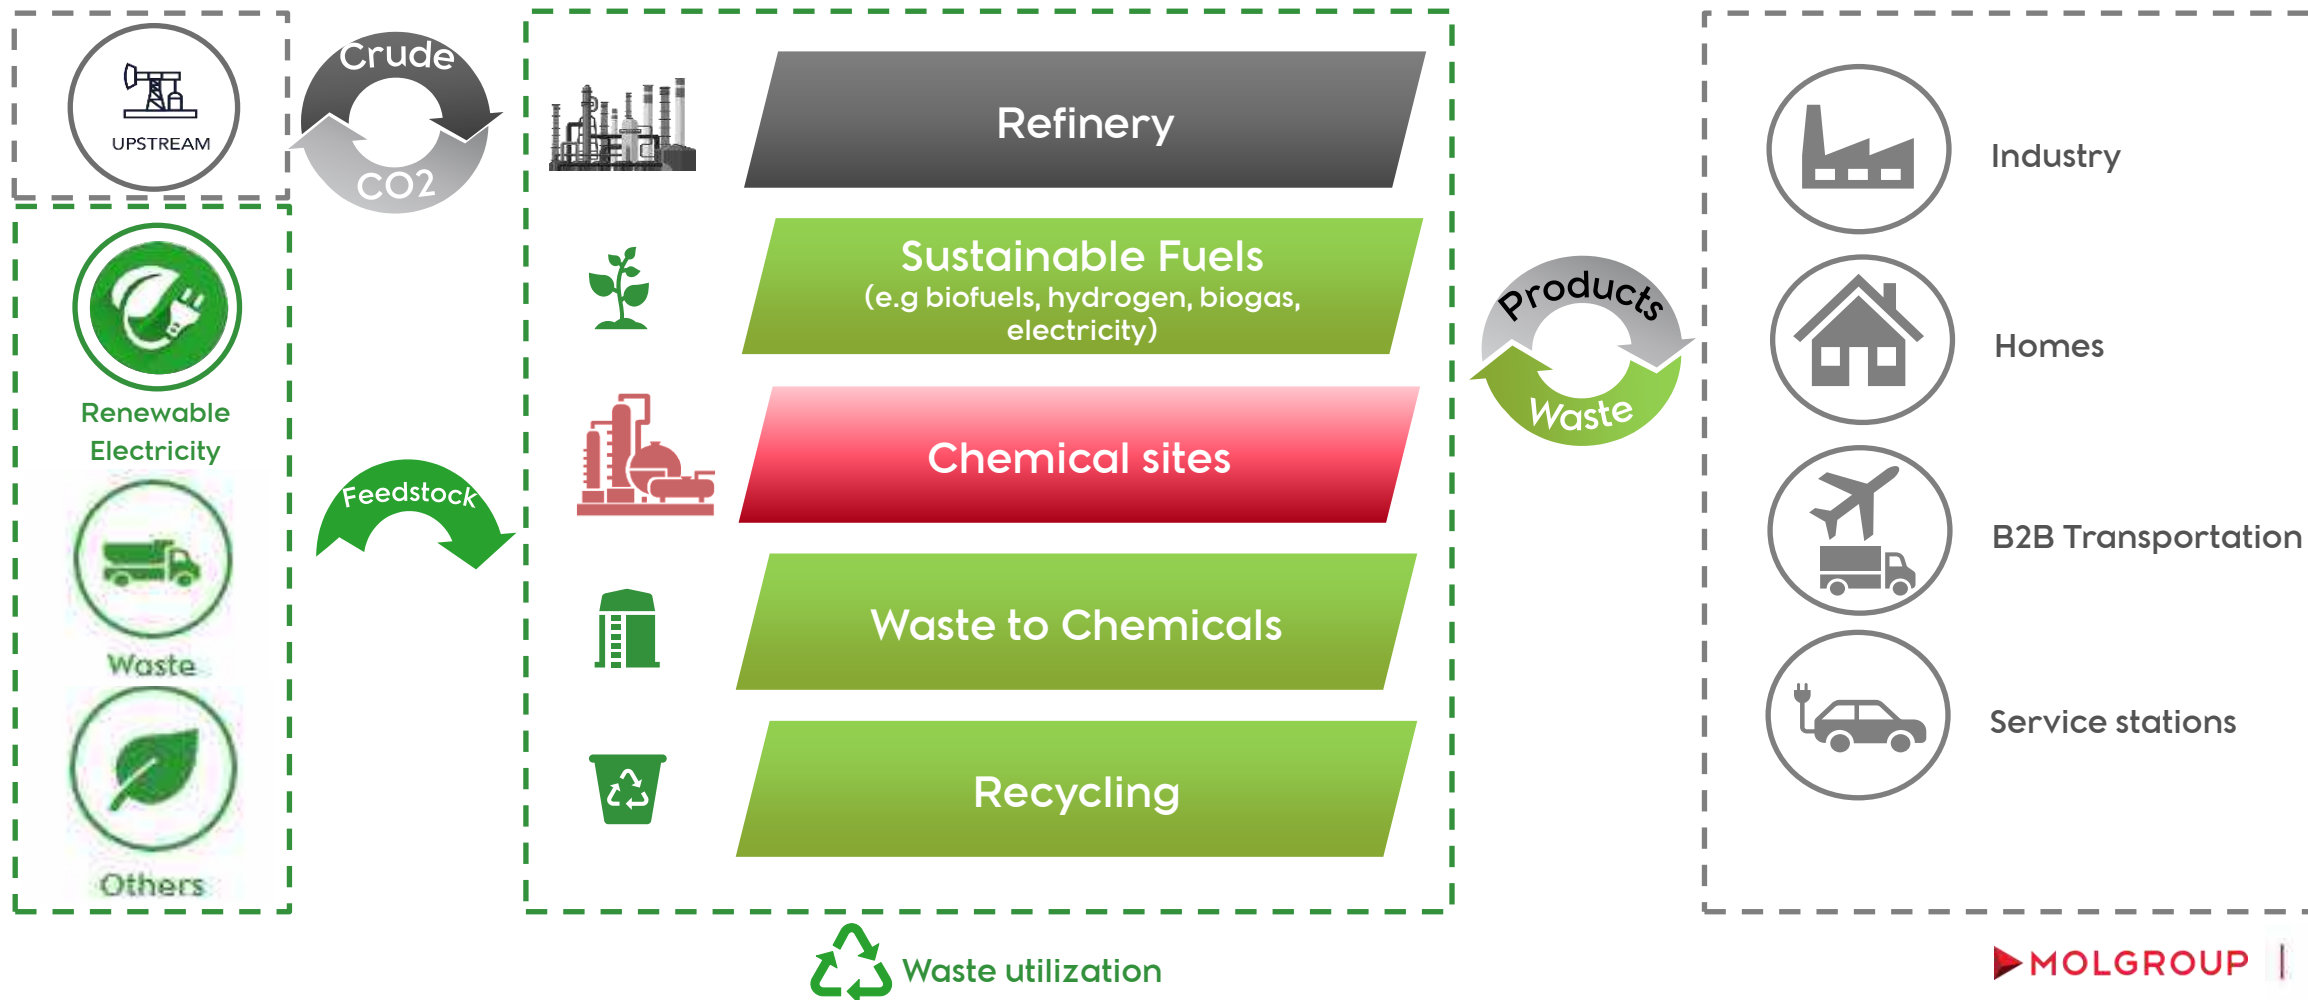 UPSTREAM
Crude
CO2
Renewable
Electricity
Waste
Others
Feedstock
Refinery
Sustainable Fuels
(e.g biofuels, hydrogen, biogas,
electricity)
Chemical sites
Waste to Chemicals
Recycling
Waste utilization
Products
Waste
Industry
Homes
B2B Transportation
Service stations
MOLGROUP